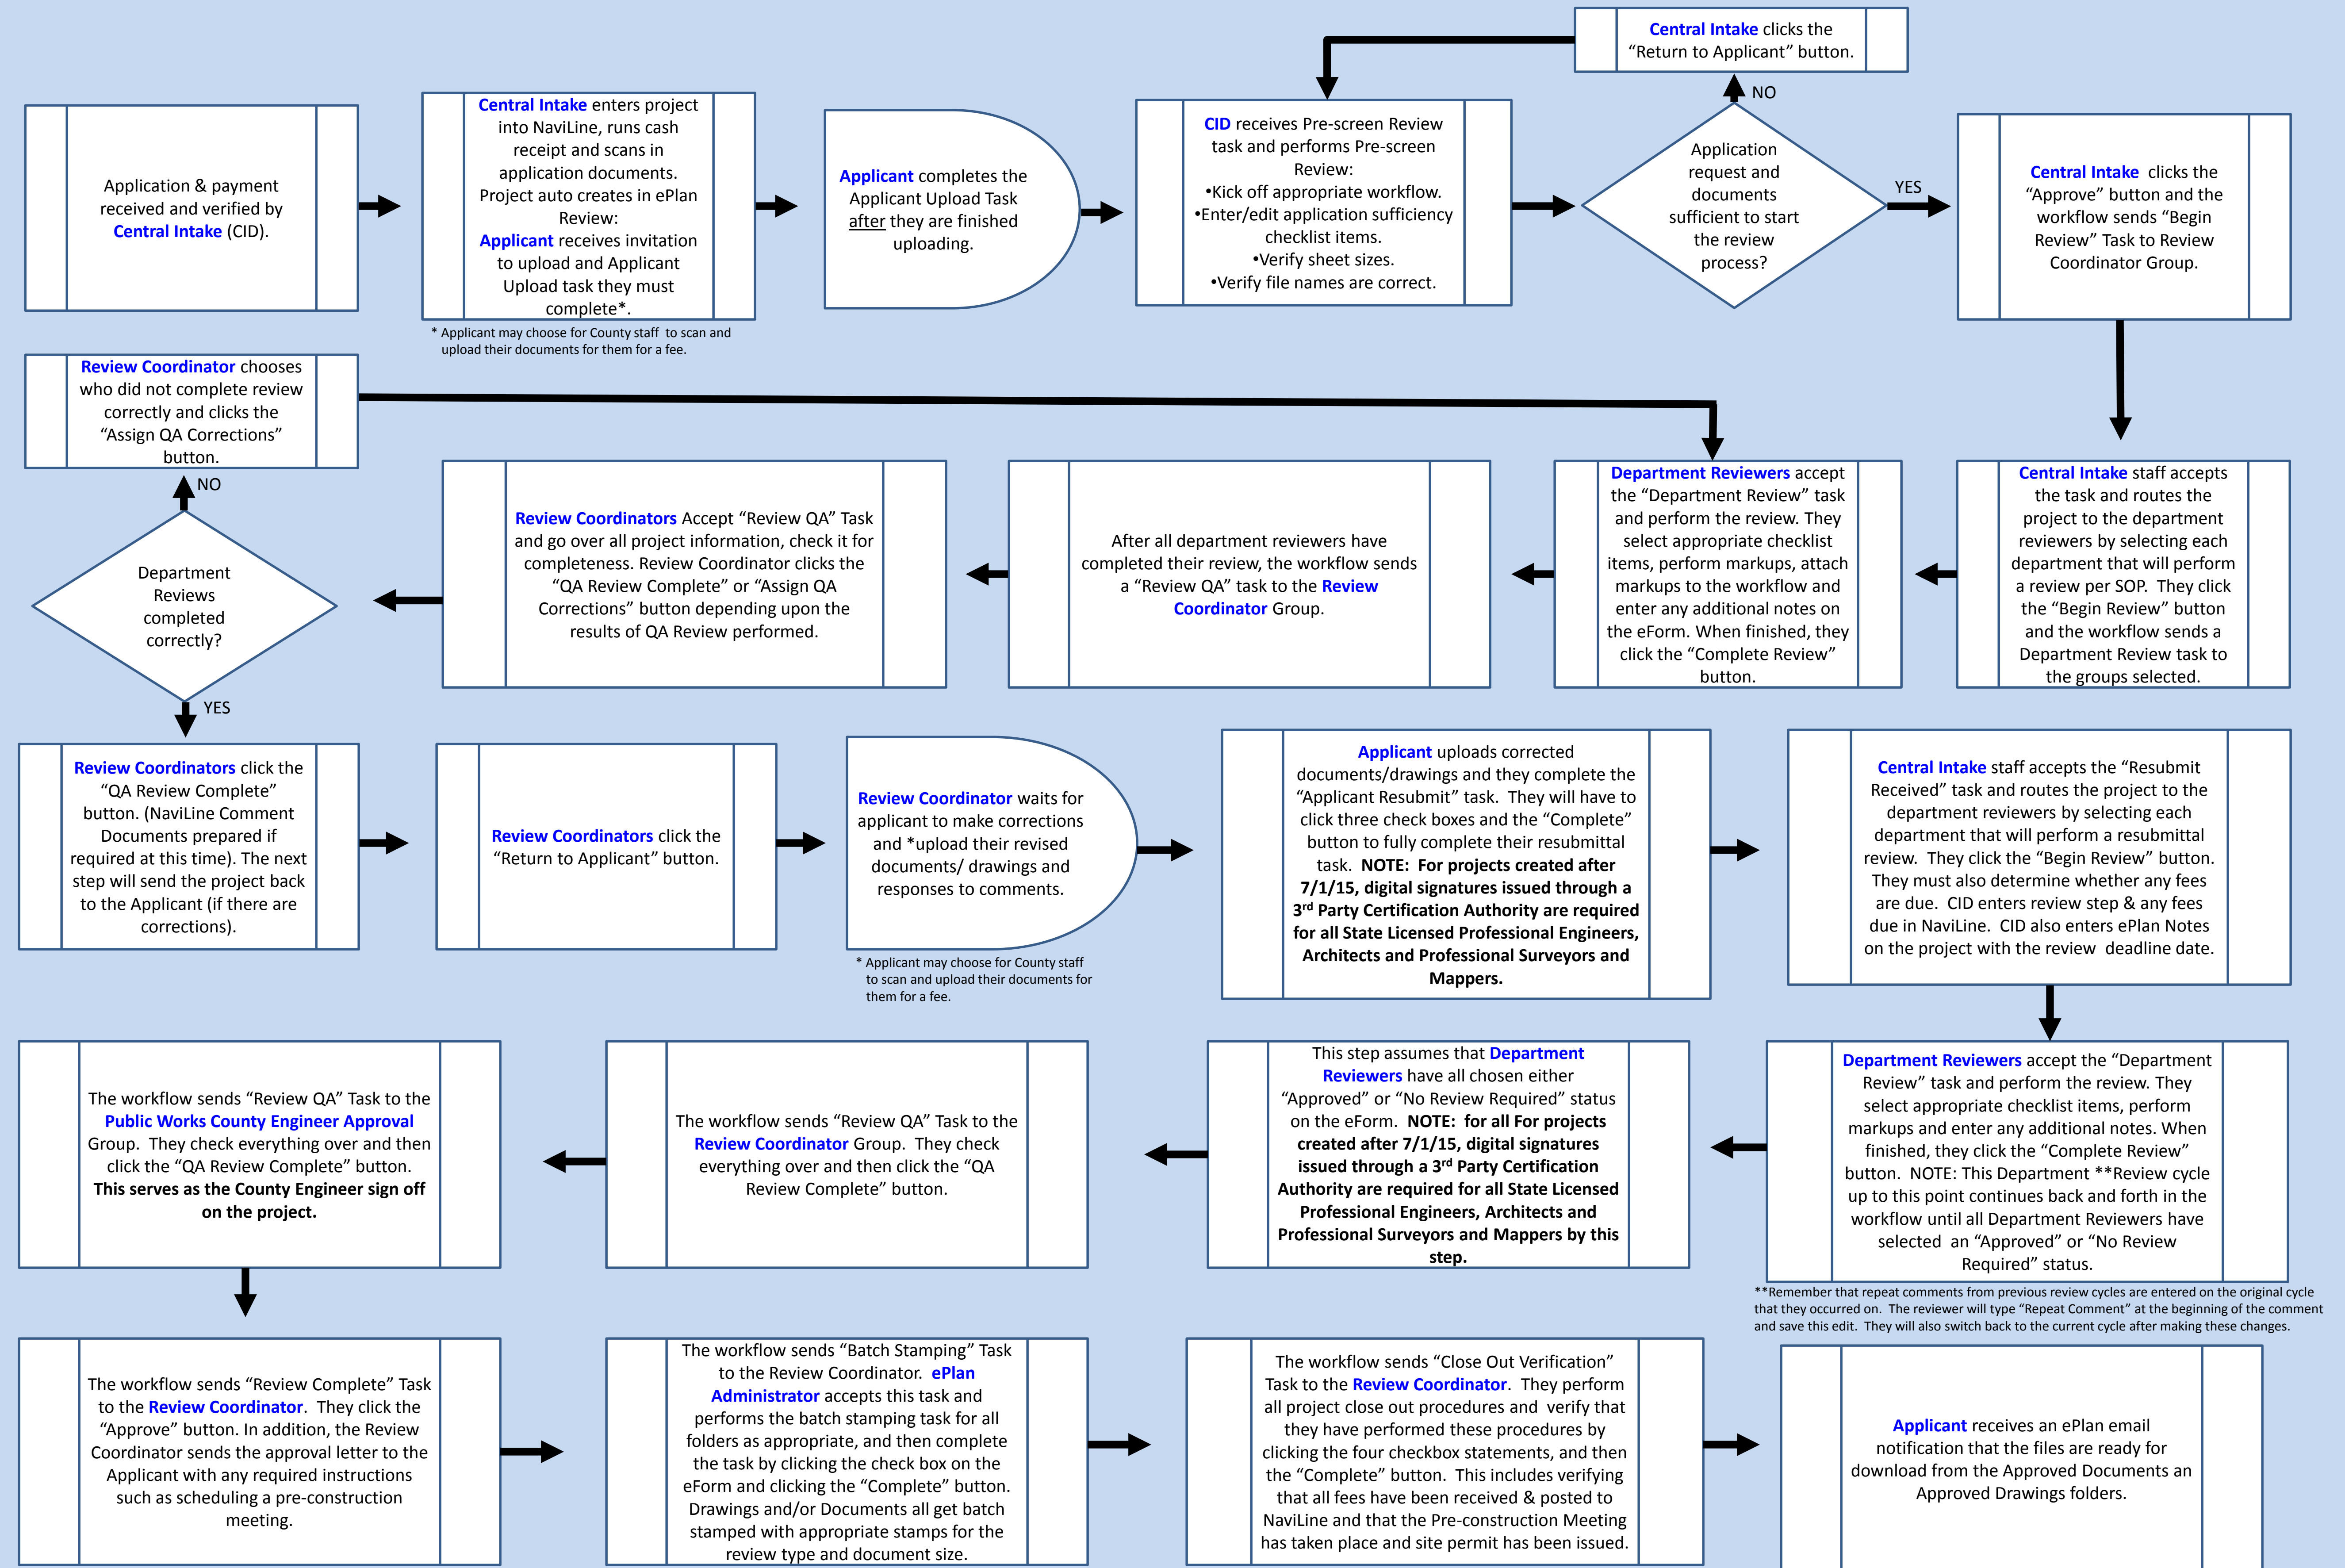 Central Intake clicks the
“Return to Applicant” button.
NO
Application & payment
received and verified by
Central Intake (CID).
Central Intake enters project
into NaviLine, runs cash
receipt and scans in
application documents.
Project auto creates in ePlan
Review:
Applicant receives invitation
to upload and Applicant
Upload task they must
complete*.
* Applicant may choose for County staff to scan and
upload their documents for them for a fee.
Applicant completes the
Applicant Upload Task
after they are finished
uploading.
CID receives Pre-screen Review
task and performs Pre-screen
Review:
•Kick off appropriate workflow.
•Enter/edit application sufficiency
checklist items.
•Verify sheet sizes.
•Verify file names are correct.
Application
request and
documents
sufficient to start
the review
process?
YES
Central Intake clicks the
“Approve” button and the
workflow sends “Begin
Review” Task to Review
Coordinator Group.
Review Coordinator chooses
who did not complete review
correctly and clicks the
“Assign QA Corrections”
button.
NO
Department
Reviews
completed
correctly?
YES
Review Coordinators Accept “Review QA” Task
and go over all project information, check it for
completeness. Review Coordinator clicks the
“QA Review Complete” or “Assign QA
Corrections” button depending upon the
results of QA Review performed.
After all department reviewers have
completed their review, the workflow sends
a “Review QA” task to the Review
Coordinator Group.
Department Reviewers accept
the “Department Review” task
and perform the review. They
select appropriate checklist
items, perform markups, attach
markups to the workflow and
enter any additional notes on
the eForm. When finished, they
click the “Complete Review”
button.
Central Intake staff accepts
the task and routes the
project to the department
reviewers by selecting each
department that will perform
a review per SOP. They click
the “Begin Review” button
and the workflow sends a
Department Review task to
the groups selected.
Review Coordinators click the
“QA Review Complete”
button. (NaviLine Comment
Documents prepared if
required at this time). The next
step will send the project back
to the Applicant (if there are
corrections).
Review Coordinators click the
“Return to Applicant” button.
Review Coordinator waits for
applicant to make corrections
and *upload their revised
documents/ drawings and
responses to comments.
* Applicant may choose for County staff
to scan and upload their documents for
them for a fee.
Applicant uploads corrected
documents/drawings and they complete the
“Applicant Resubmit” task. They will have to
click three check boxes and the “Complete”
button to fully complete their resubmittal
task. NOTE: For projects created after
7/1/15, digital signatures issued through a
3rd Party Certification Authority are required
for all State Licensed Professional Engineers,
Architects and Professional Surveyors and
Mappers.
Central Intake staff accepts the “Resubmit
Received” task and routes the project to the
department reviewers by selecting each
department that will perform a resubmittal
review. They click the “Begin Review” button.
They must also determine whether any fees
are due. CID enters review step & any fees
due in NaviLine. CID also enters ePlan Notes
on the project with the review deadline date.
The workflow sends “Review QA” Task to the
Public Works County Engineer Approval
Group. They check everything over and then
click the “QA Review Complete” button.
This serves as the County Engineer sign off
on the project.
The workflow sends “Review QA” Task to the
Review Coordinator Group. They check
everything over and then click the “QA
Review Complete” button.
This step assumes that Department
Reviewers have all chosen either
“Approved” or “No Review Required” status
on the eForm. NOTE: for all For projects
created after 7/1/15, digital signatures
issued through a 3rd Party Certification
Authority are required for all State Licensed
Professional Engineers, Architects and
Professional Surveyors and Mappers by this
step.
Department Reviewers accept the “Department
Review” task and perform the review. They
select appropriate checklist items, perform
markups and enter any additional notes. When
finished, they click the “Complete Review”
button. NOTE: This Department **Review cycle
up to this point continues back and forth in the
workflow until all Department Reviewers have
selected an “Approved” or “No Review
Required” status.
**Remember that repeat comments from previous review cycles are entered on the original cycle
that they occurred on. The reviewer will type “Repeat Comment” at the beginning of the comment
and save this edit. They will also switch back to the current cycle after making these changes.
The workflow sends “Review Complete” Task
to the Review Coordinator. They click the
“Approve” button. In addition, the Review
Coordinator sends the approval letter to the
Applicant with any required instructions
such as scheduling a pre-construction
meeting.
The workflow sends “Batch Stamping” Task
to the Review Coordinator. ePlan
Administrator accepts this task and
performs the batch stamping task for all
folders as appropriate, and then complete
the task by clicking the check box on the
eForm and clicking the “Complete” button.
Drawings and/or Documents all get batch
stamped with appropriate stamps for the
review type and document size.
The workflow sends “Close Out Verification”
Task to the Review Coordinator. They perform
all project close out procedures and verify that
they have performed these procedures by
clicking the four checkbox statements, and then
the “Complete” button. This includes verifying
that all fees have been received & posted to
NaviLine and that the Pre-construction Meeting
has taken place and site permit has been issued.
Applicant receives an ePlan email
notification that the files are ready for
download from the Approved Documents an
Approved Drawings folders.